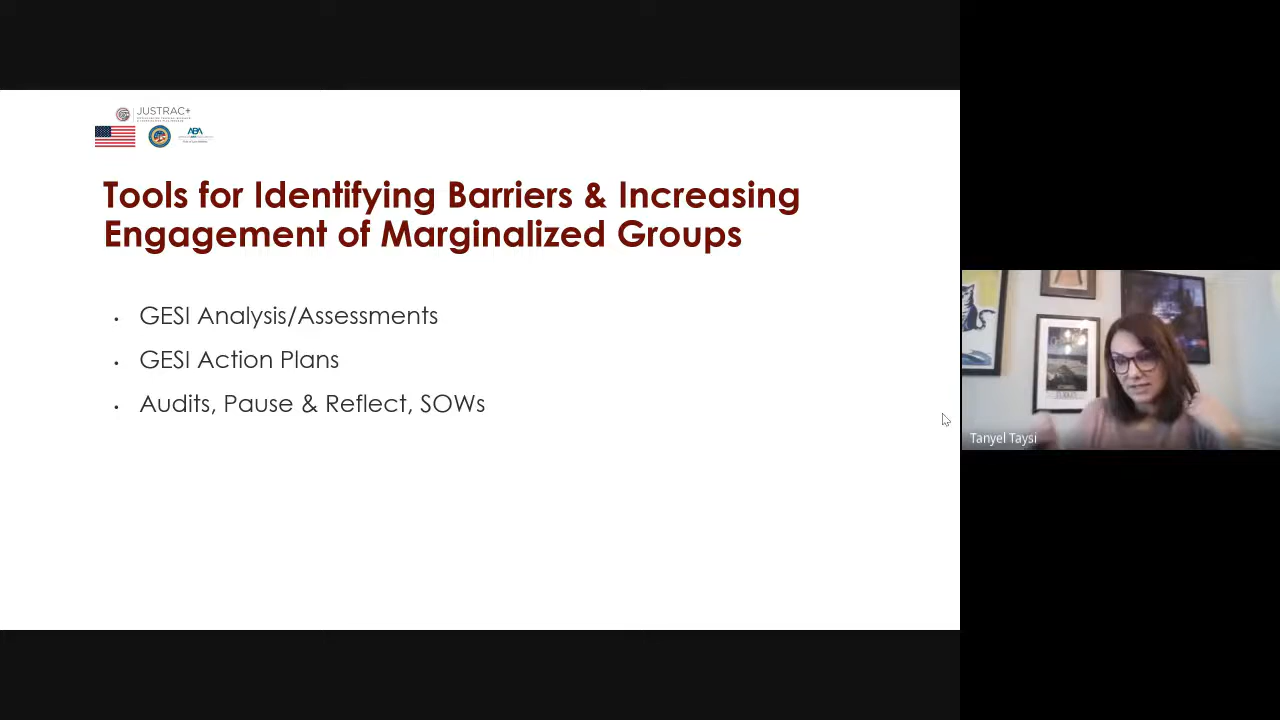 JUSTRAC+
ABA
Tools for Identifying Barriers & Increasing
Engagement of Marginalized Groups
• GESI Analysis/Assessments
• GESI Action Plans
• Audits, Pause & Reflect, SOWs
Tanyel Taysi